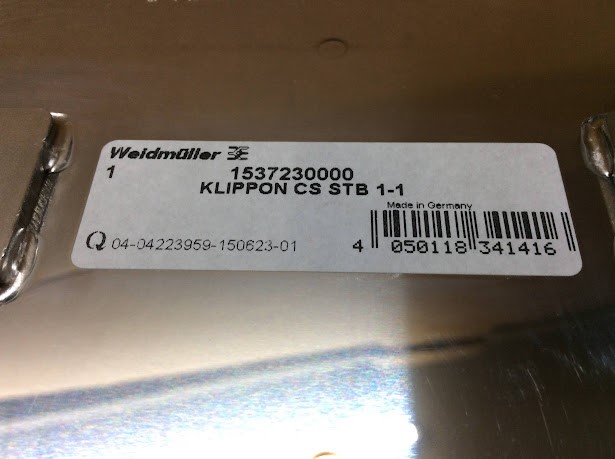 Weidmüller
1 1537230000
KLIPPON CS STB 1-1
Made in Germany
Q 04-04223959-150623-01
4 050118 341416